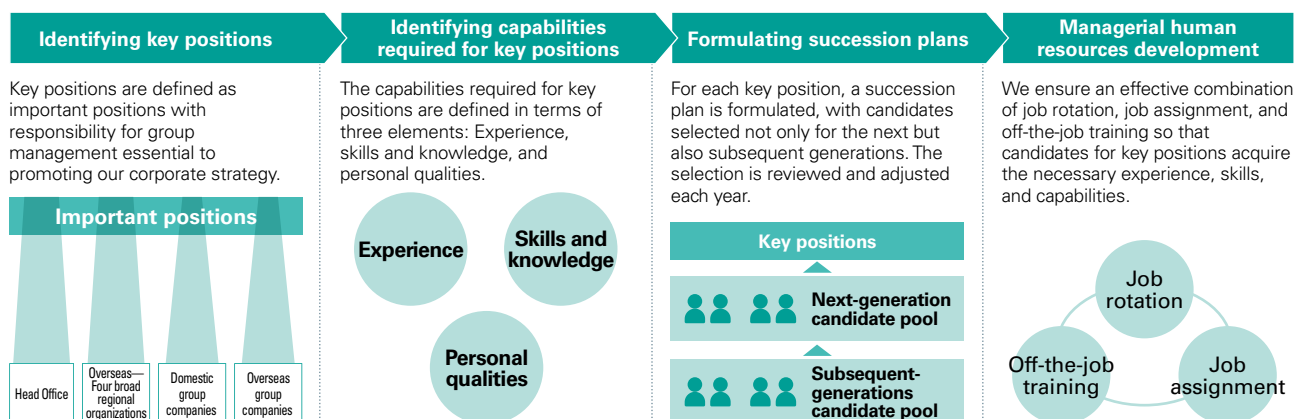 Identifying key positions
Identifying capabilities
required for key positions
Formulating succession plans
Managerial human
resources development
Key positions are defined as
important positions with
responsibility for group
management essential to
promoting our corporate strategy.
Important positions
Head Office
Overseas—
Four broad
regional
organizations
Domestic
group
companies
Overseas
group
companies
The capabilities required for key
positions are defined in terms of
three elements: Experience,
skills and knowledge, and
personal qualities.
Experience
Skills and
knowledge
Personal
qualities
For each key position, a succession
plan is formulated, with candidates
selected not only for the next but
also subsequent generations. The
selection is reviewed and adjusted
each year.
Key positions
Next-generation
candidate pool
Subsequent-
generations
candidate pool
We ensure an effective combination
of job rotation, job assignment, and
off-the-job training so that
candidates for key positions acquire
the necessary experience, skills,
and capabilities.
Job
rotation
Off-the-job
training
Job
assignment